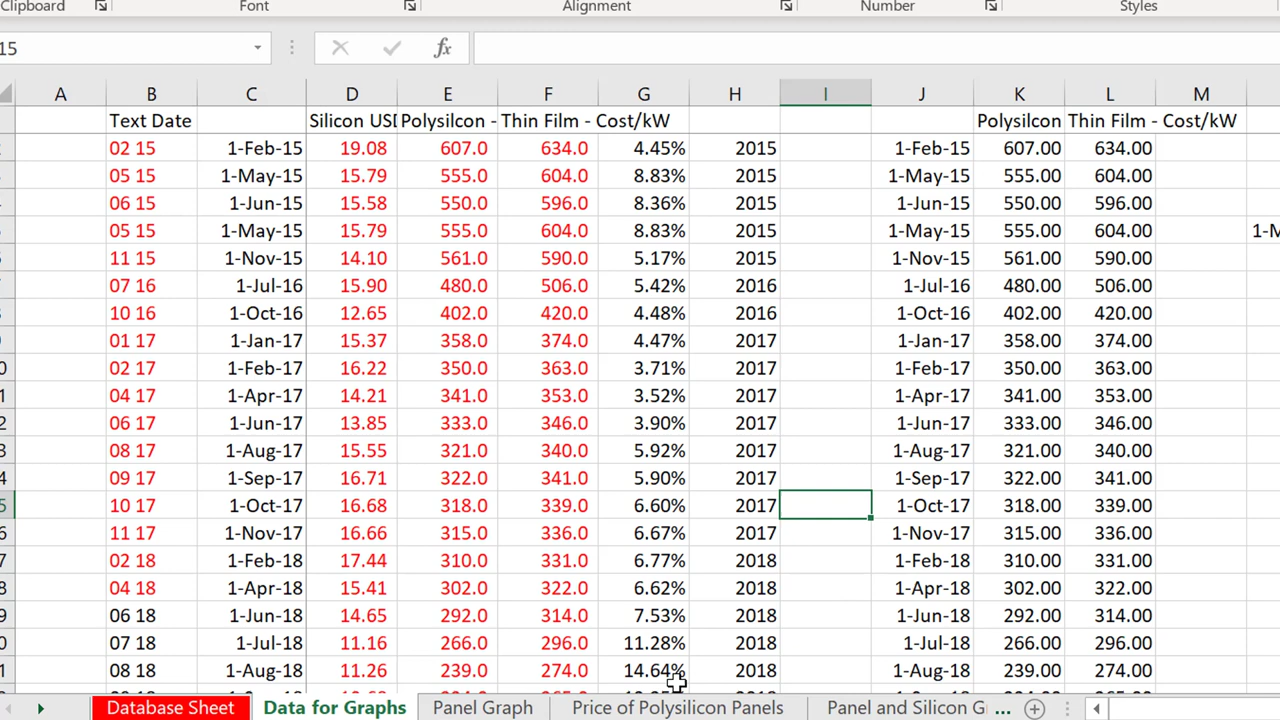 Clipboard Font Alignment Number Styles
15 fx
A B C D E F G H I J K L M
Text Date Silicon USI Polysilcon - Thin Film - Cost/kW Polysilcon Thin Film - Cost/kW
02 15 1-Feb-15 19.08 607.0 634.0 4.45% 2015 1-Feb-15 607.00 634.00
05 15 1-May-15 15.79 555.0 604.0 8.83% 2015 1-May-15 555.00 604.00
06 15 1-Jun-15 15.58 550.0 596.0 8.36% 2015 1-Jun-15 550.00 596.00
05 15 1-May-15 15.79 555.0 604.0 8.83% 2015 1-May-15 555.00 604.00 1-M
11 15 1-Nov-15 14.10 561.0 590.0 5.17% 2015 1-Nov-15 561.00 590.00
07 16 1-Jul-16 15.90 480.0 506.0 5.42% 2016 1-Jul-16 480.00 506.00
10 16 1-Oct-16 12.65 402.0 420.0 4.48% 2016 1-Oct-16 402.00 420.00
01 17 1-Jan-17 15.37 358.0 374.0 4.47% 2017 1-Jan-17 358.00 374.00
0 02 17 1-Feb-17 16.22 350.0 363.0 3.71% 2017 1-Feb-17 350.00 363.00
1 04 17 1-Apr-17 14.21 341.0 353.0 3.52% 2017 1-Apr-17 341.00 353.00
2 06 17 1-Jun-17 13.85 333.0 346.0 3.90% 2017 1-Jun-17 333.00 346.00
3 08 17 1-Aug-17 15.55 321.0 340.0 5.92% 2017 1-Aug-17 321.00 340.00
4 09 17 1-Sep-17 16.71 322.0 341.0 5.90% 2017 1-Sep-17 322.00 341.00
5 10 17 1-Oct-17 16.68 318.0 339.0 6.60% 2017 1-Oct-17 318.00 339.00
6 11 17 1-Nov-17 16.66 315.0 336.0 6.67% 2017 1-Nov-17 315.00 336.00
7 02 18 1-Feb-18 17.44 310.0 331.0 6.77% 2018 1-Feb-18 310.00 331.00
8 04 18 1-Apr-18 15.41 302.0 322.0 6.62% 2018 1-Apr-18 302.00 322.00
9 06 18 1-Jun-18 14.65 292.0 314.0 7.53% 2018 1-Jun-18 292.00 314.00
0 07 18 1-Jul-18 11.16 266.0 296.0 11.28% 2018 1-Jul-18 266.00 296.00
1 08 18 1-Aug-18 11.26 239.0 274.0 14.64% 2018 1-Aug-18 239.00 274.00
Database Sheet Data for Graphs Panel Graph Price of Polysilicon Panels Panel and Silicon G ...